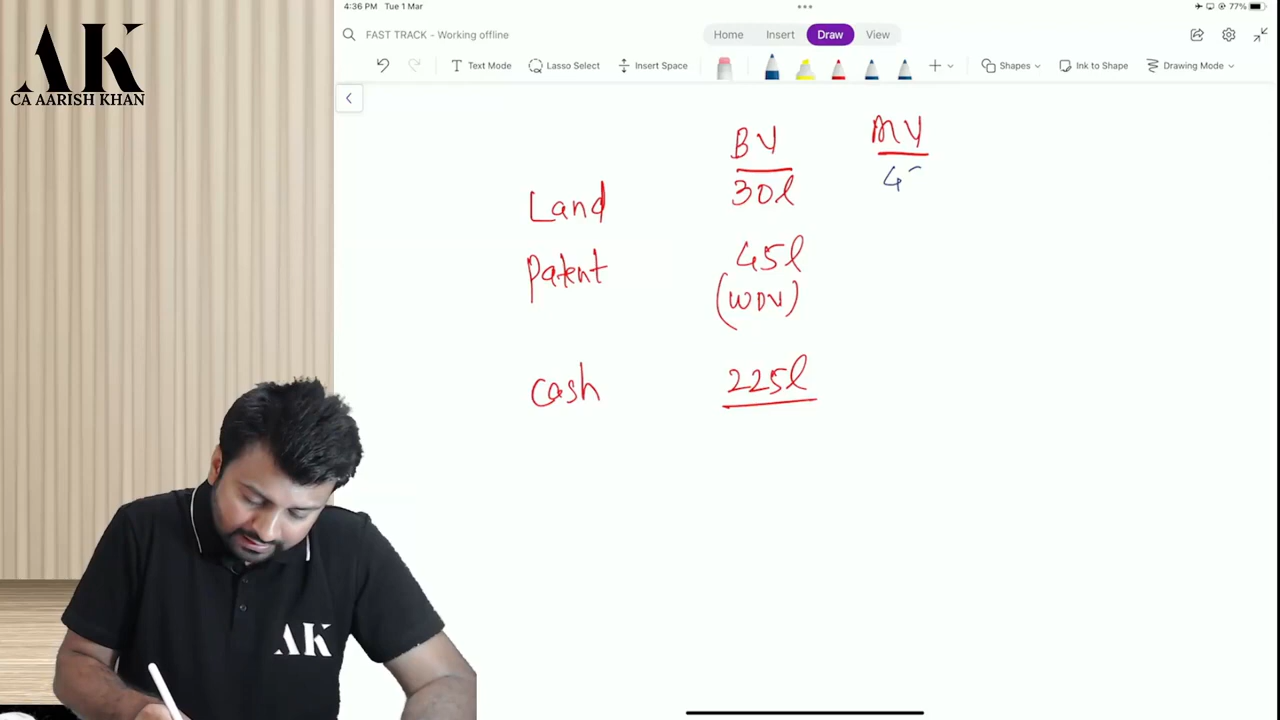 4:36 PM Tue 1 Mar
77%
AK
CA AARISH KHAN
FAST TRACK - Working offline
Home Insert Draw View
Text Mode Lasso Select Insert Space Shapes Ink to Shape Drawing Mode
BV MV
Land 30l 4
Patent 45l
(WDV)
Cash 225l
AK